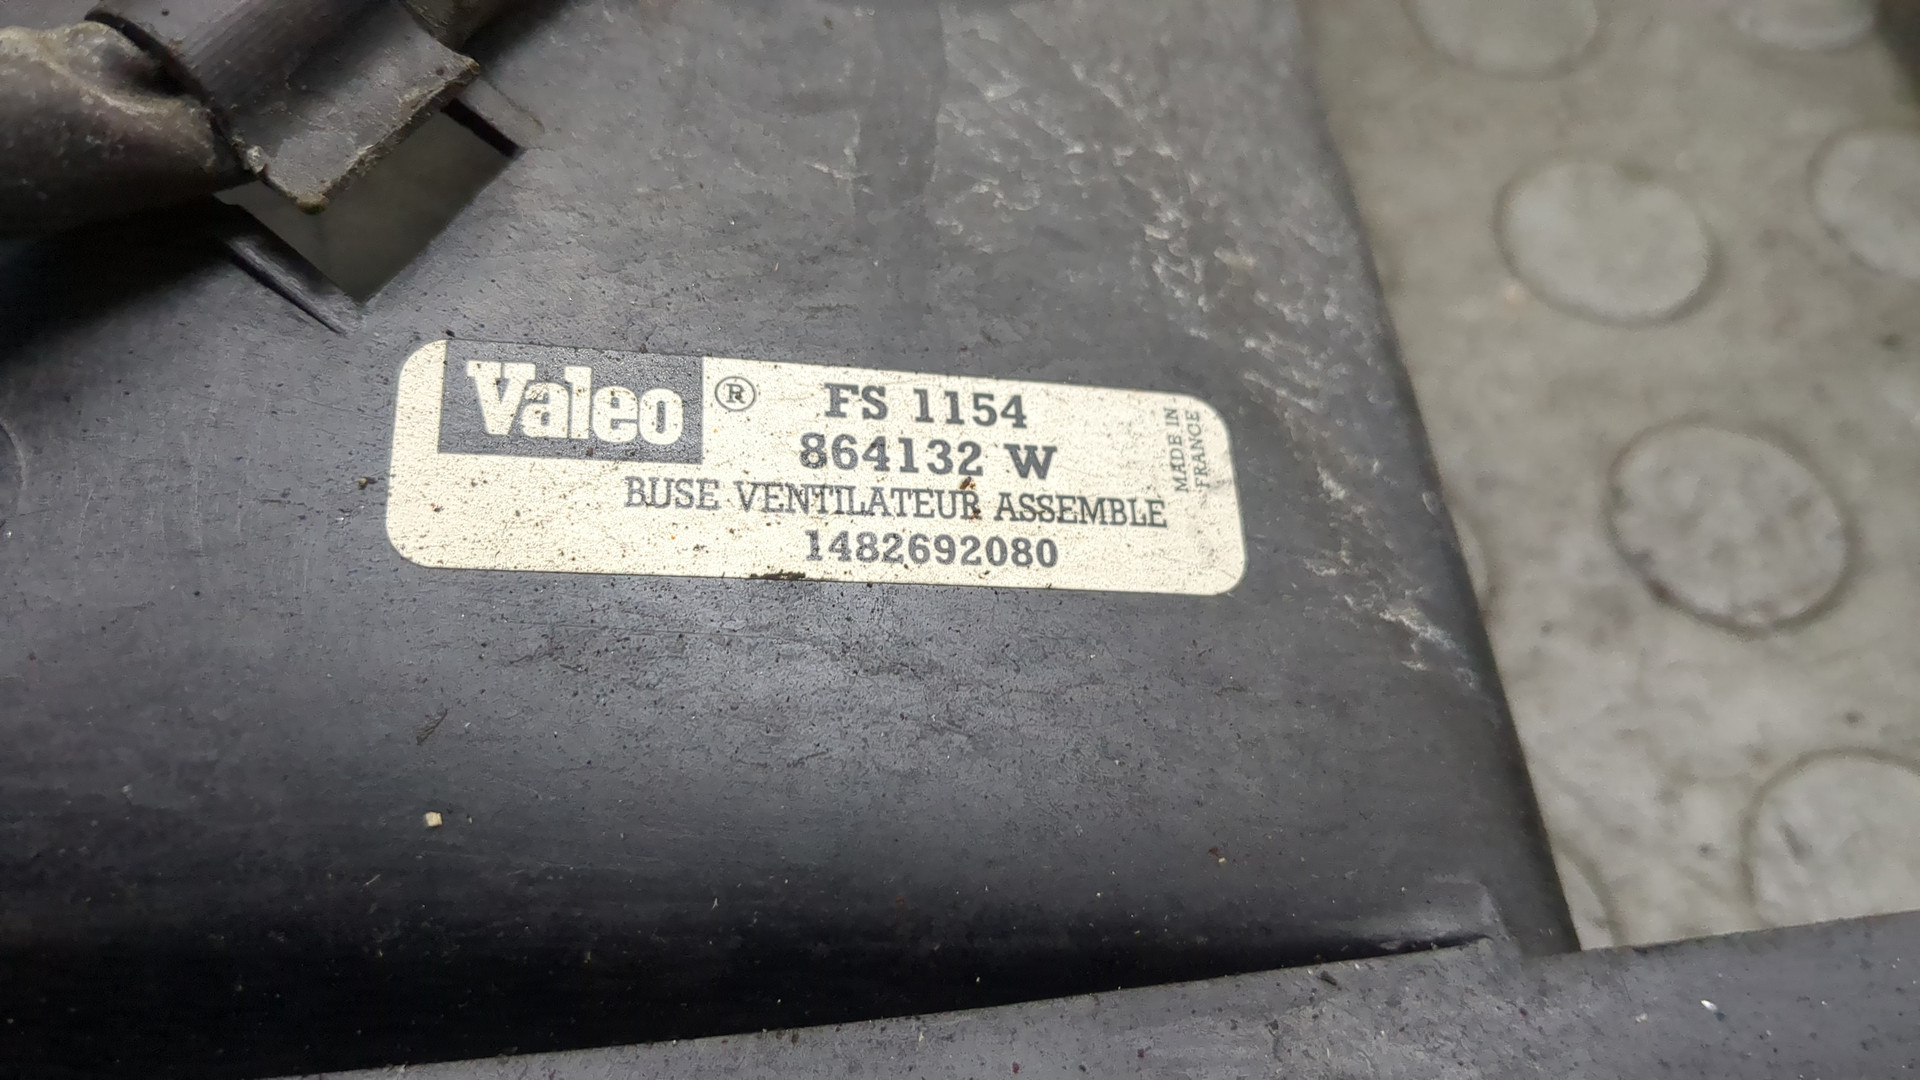 Valeo ® FS 1154
864132 W
BUSE VENTILATEUR ASSEMBLE
1482692080
MADE IN
FRANCE